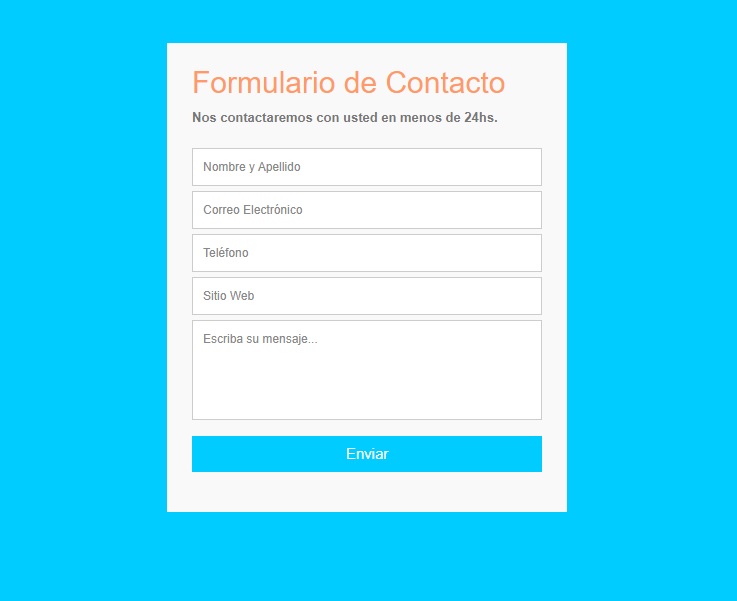 Formulario de Contacto
Nos contactaremos con usted en menos de 24hs.
Nombre y Apellido
Correo Electrónico
Teléfono
Sitio Web
Escriba su mensaje...
Enviar